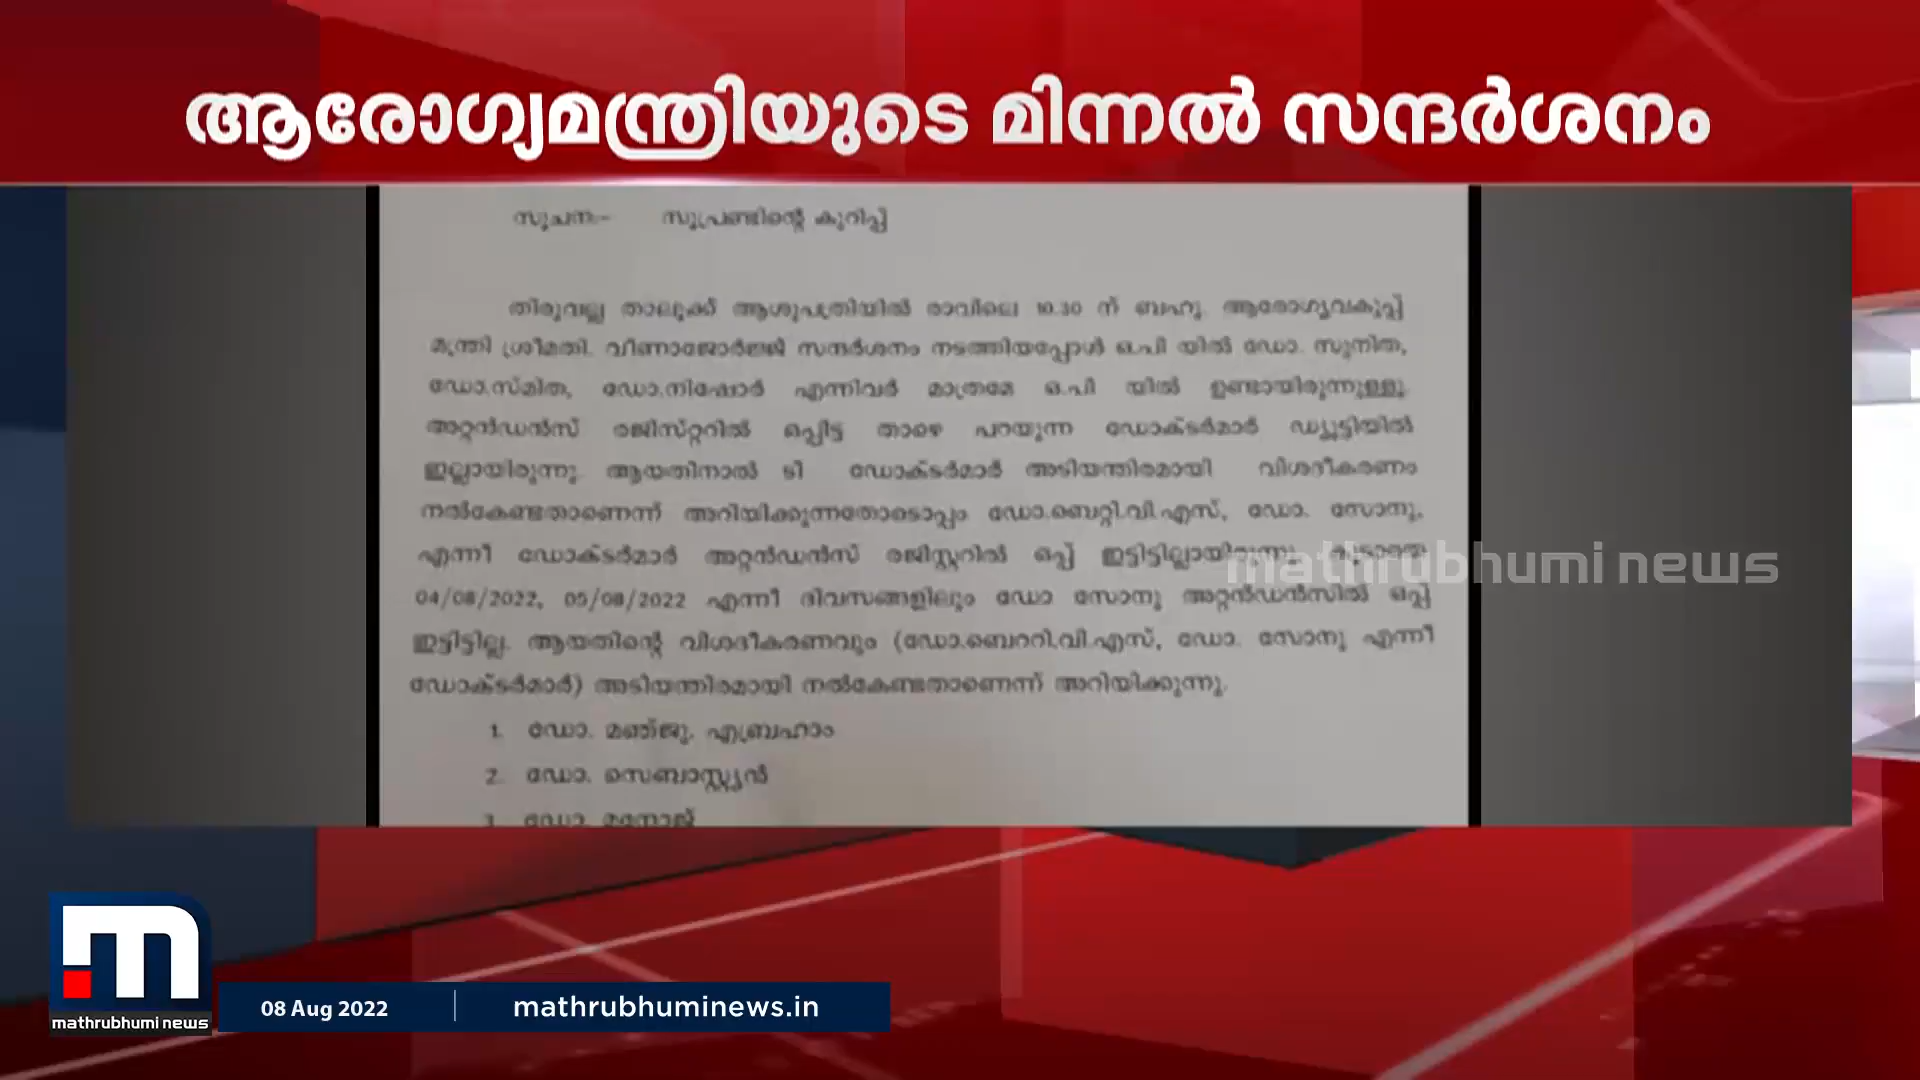 ആരോഗ്യമന്ത്രിയുടെ മിന്നൽ സന്ദർശനം
സൂചന:- സൂപ്രണ്ടിന്റെ കുറിപ്പ്
തിരുവല്ല താലൂക്ക് ആശുപത്രിയിൽ രാവിലെ 10.30 ന് ബഹു. ആരോഗ്യവകുപ്പ്
മന്ത്രി ശ്രീമതി. വീണാജോർജ്ജ് സന്ദർശനം നടത്തിയപ്പോൾ ഒ.പി യിൽ ഡോ. സുനിത,
ഡോ.സ്മിത, ഡോ.നിഷോർ എന്നിവർ മാത്രമേ ഒ.പി യിൽ ഉണ്ടായിരുന്നുള്ളൂ.
അറ്റൻഡൻസ് രജിസ്റ്ററിൽ ഒപ്പിട്ട താഴെ പറയുന്ന ഡോക്ടർമാർ ഡ്യൂട്ടിയിൽ
ഇല്ലായിരുന്നു. ആയതിനാൽ ടി ഡോക്ടർമാർ അടിയന്തിരമായി വിശദീകരണം
നൽകേണ്ടതാണെന്ന് അറിയിക്കുന്നതോടൊപ്പം ഡോ.ബെറ്റി.വി.എസ്, ഡോ. സോനു,
എന്നീ ഡോക്ടർമാർ അറ്റൻഡൻസ് രജിസ്റ്ററിൽ ഒപ്പ് ഇട്ടിട്ടില്ലായിരുന്നു. കൂടാതെ
04/08/2022, 05/08/2022 എന്നീ ദിവസങ്ങളിലും ഡോ സോനു അറ്റൻഡൻസിൽ ഒപ്പ്
ഇട്ടിട്ടില്ല. ആയതിന്റെ വിശദീകരണവും (ഡോ.ബെററി.വി.എസ്, ഡോ. സോനു എന്നീ
ഡോക്ടർമാർ) അടിയന്തിരമായി നൽകേണ്ടതാണെന്ന് അറിയിക്കുന്നു.
1. ഡോ. മഞ്ജു. എബ്രഹാം
2. ഡോ. സെബാസ്റ്റ്യൻ
3. ഡോ. മനോജ്
mathrubhumi news
mathrubhumi news
08 Aug 2022
mathrubhuminews.in